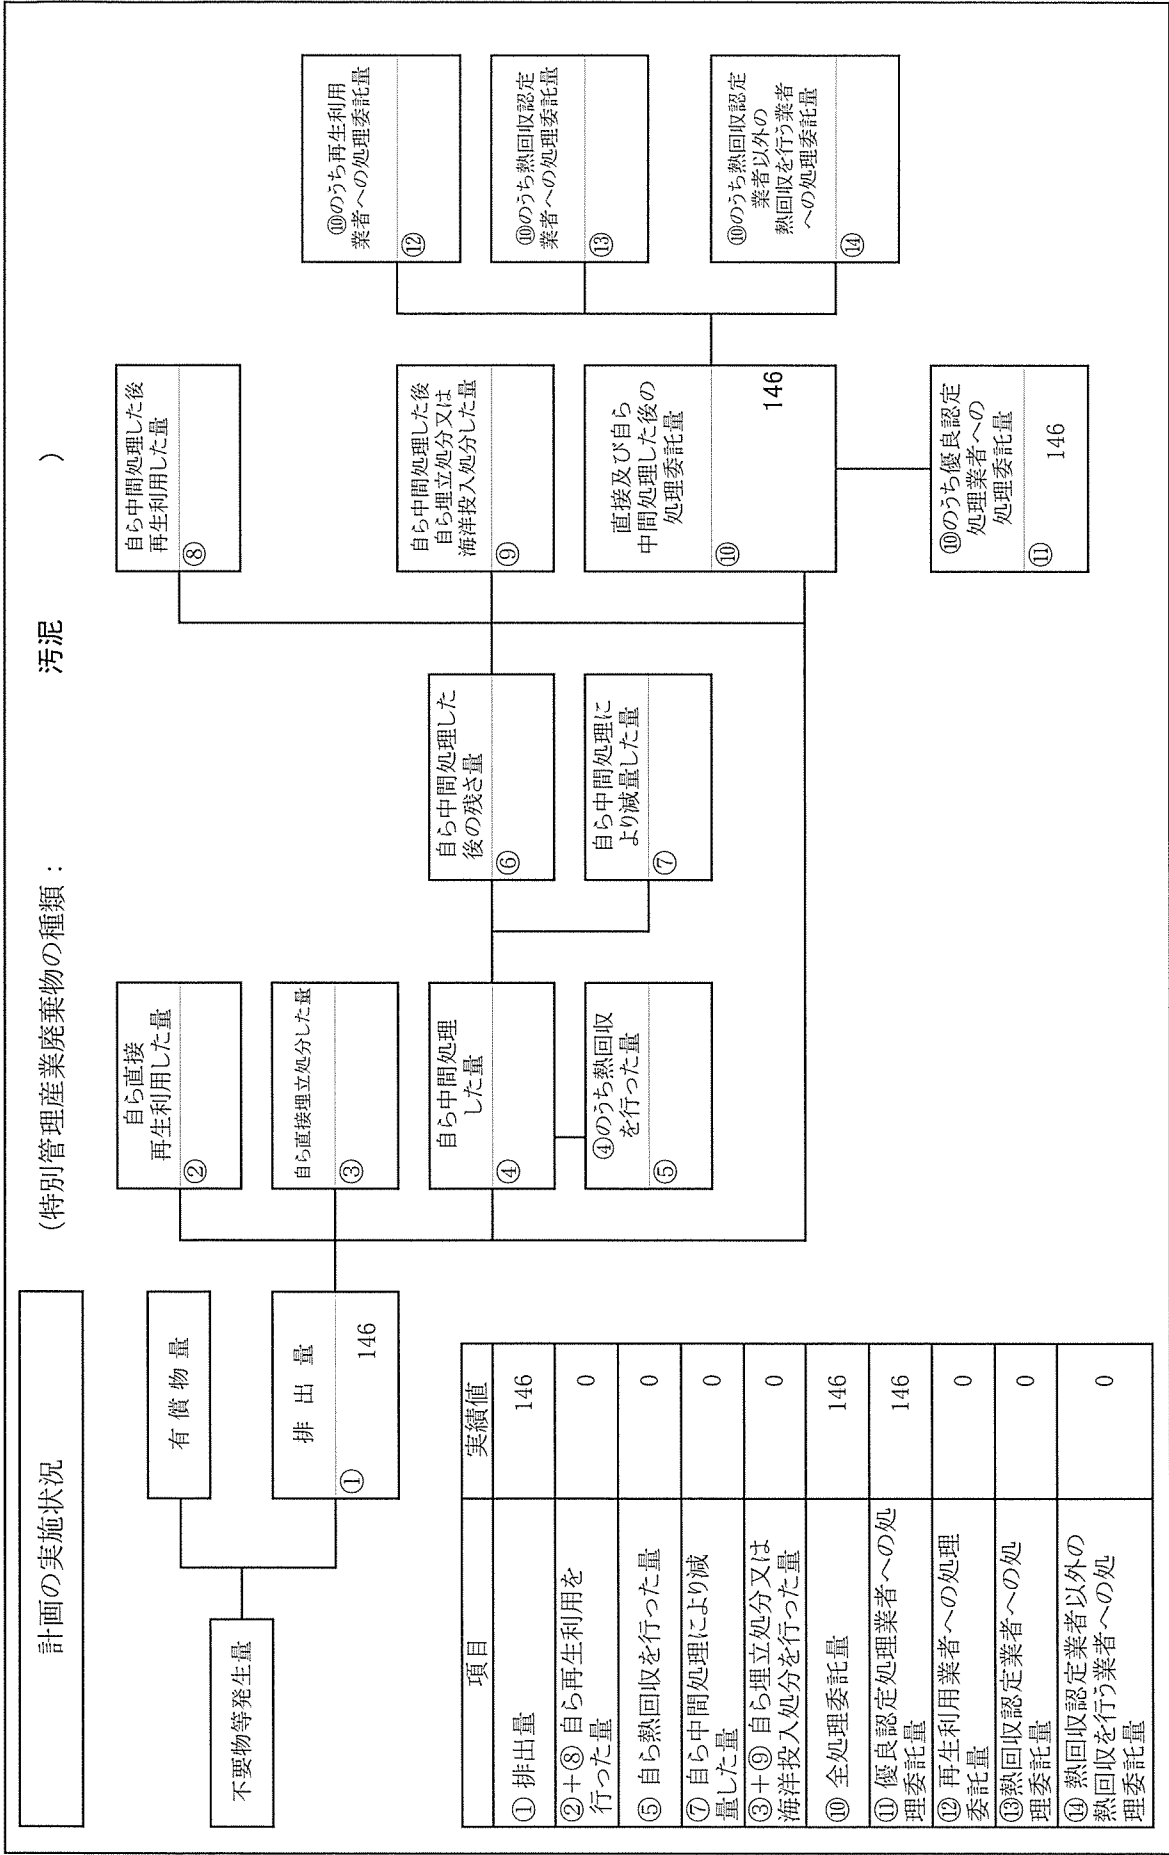 計画の実施状況
(特別管理産業廃棄物の種類： 汚泥 )
不要物等発生量
有 償 物 量
排 出 量
① 146
自ら直接
再生利用した量
②
自ら直接埋立処分した量
③
自ら中間処理
した量
④
④のうち熱回収
を行った量
⑤
自ら中間処理した
後の残さ量
⑥
自ら中間処理に
より減量した量
⑦
自ら中間処理した後
再生利用した量
⑧
自ら中間処理した後
自ら埋立処分又は
海洋投入処分した量
⑨
直接及び自ら
中間処理した後の
処理委託量
⑩ 146
⑩のうち優良認定
処理業者への
処理委託量
⑪ 146
⑩のうち再生利用
業者への処理委託量
⑫
⑩のうち熱回収認定
業者への処理委託量
⑬
⑩のうち熱回収認定
業者以外の
熱回収を行う業者
への処理委託量
⑭
項目 実績値
① 排出量 146
②＋⑧ 自ら再生利用を
行った量 0
⑤ 自ら熱回収を行った量 0
⑦ 自ら中間処理により減
量した量 0
③＋⑨ 自ら埋立処分又は
海洋投入処分を行った量 0
⑩ 全処理委託量 146
⑪ 優良認定処理業者への処
理委託量 146
⑫ 再生利用業者への処理
委託量 0
⑬熱回収認定業者への処
理委託量 0
⑭ 熱回収認定業者以外の
熱回収を行う業者への処
理委託量 0